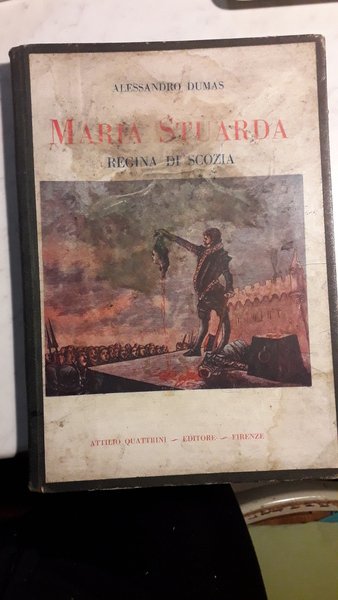 ALESSANDRO DUMAS
MARIA STUARDA
REGINA DI SCOZIA
ATTILIO QUATTRINI - EDITORE - FIRENZE